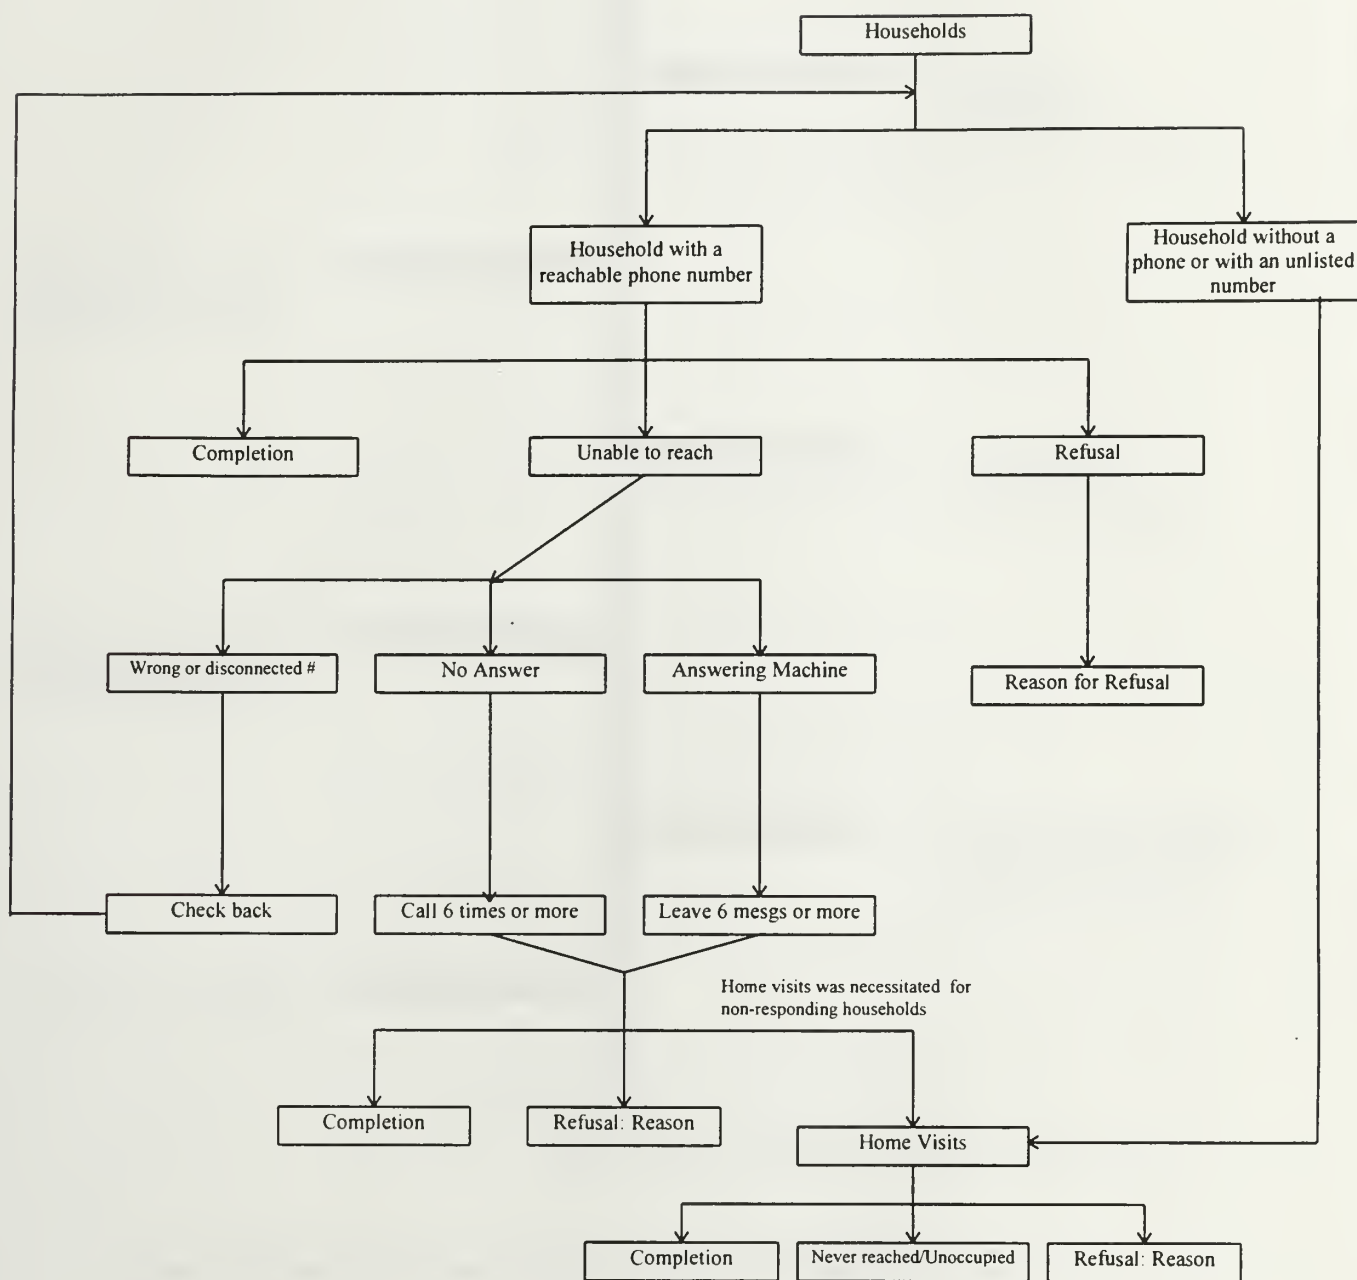 Households
Household with a
reachable phone number
Household without a
phone or with an unlisted
number
Completion
Unable to reach
Refusal
Wrong or disconnected #
No Answer
Answering Machine
Reason for Refusal
Check back
Call 6 times or more
Leave 6 mesgs or more
Home visits was necessitated for
non-responding households
Completion
Refusal: Reason
Home Visits
Completion
Never reached/Unoccupied
Refusal: Reason